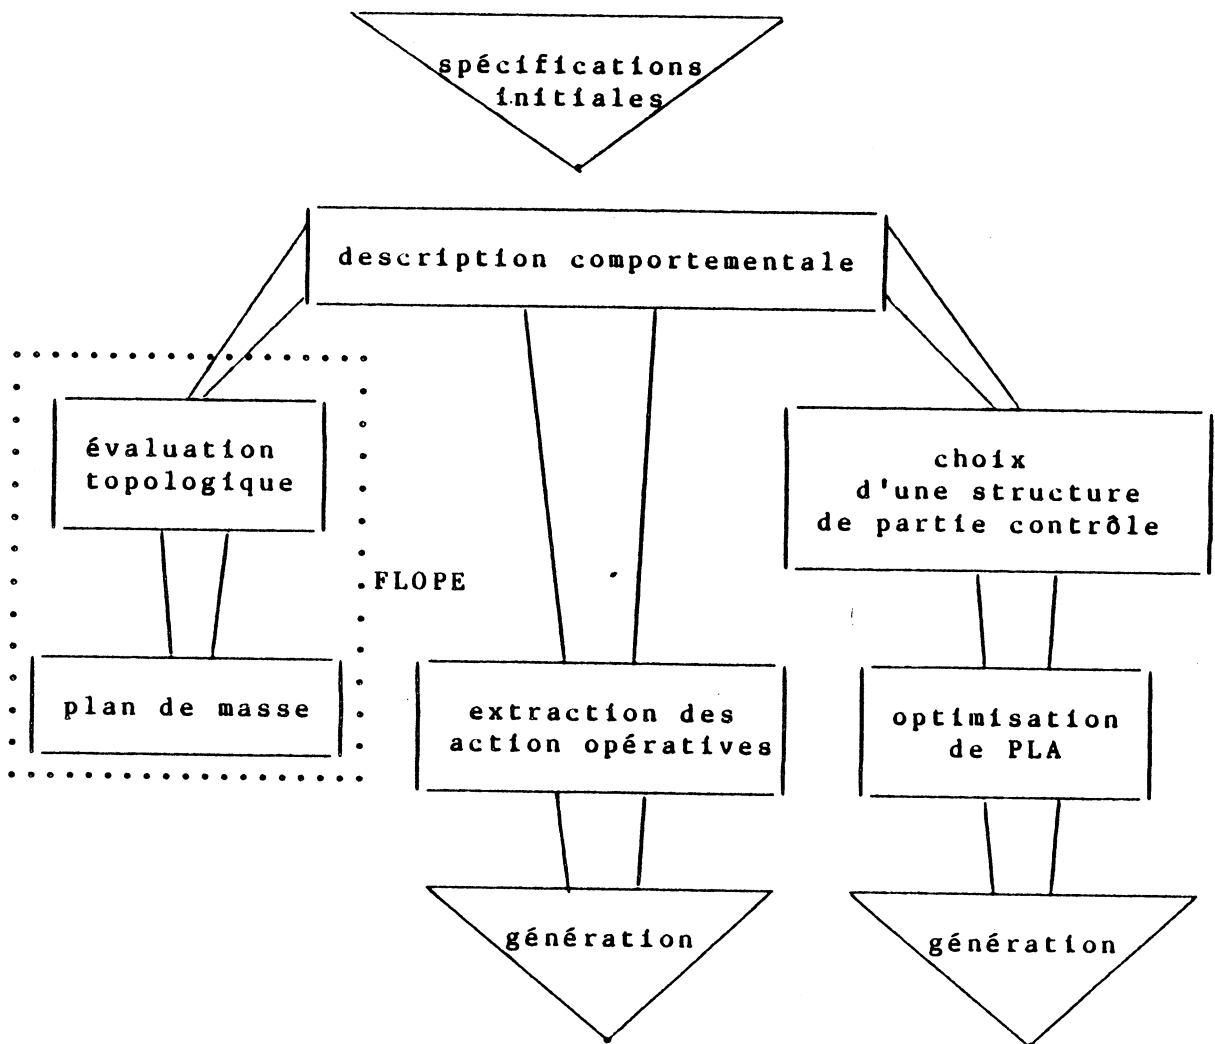 spécifications
initiales
description comportementale
évaluation
topologique
choix
d'une structure
de partie contrôle
FLOPE
plan de masse
extraction des
action opératives
optimisation
de PLA
génération
génération